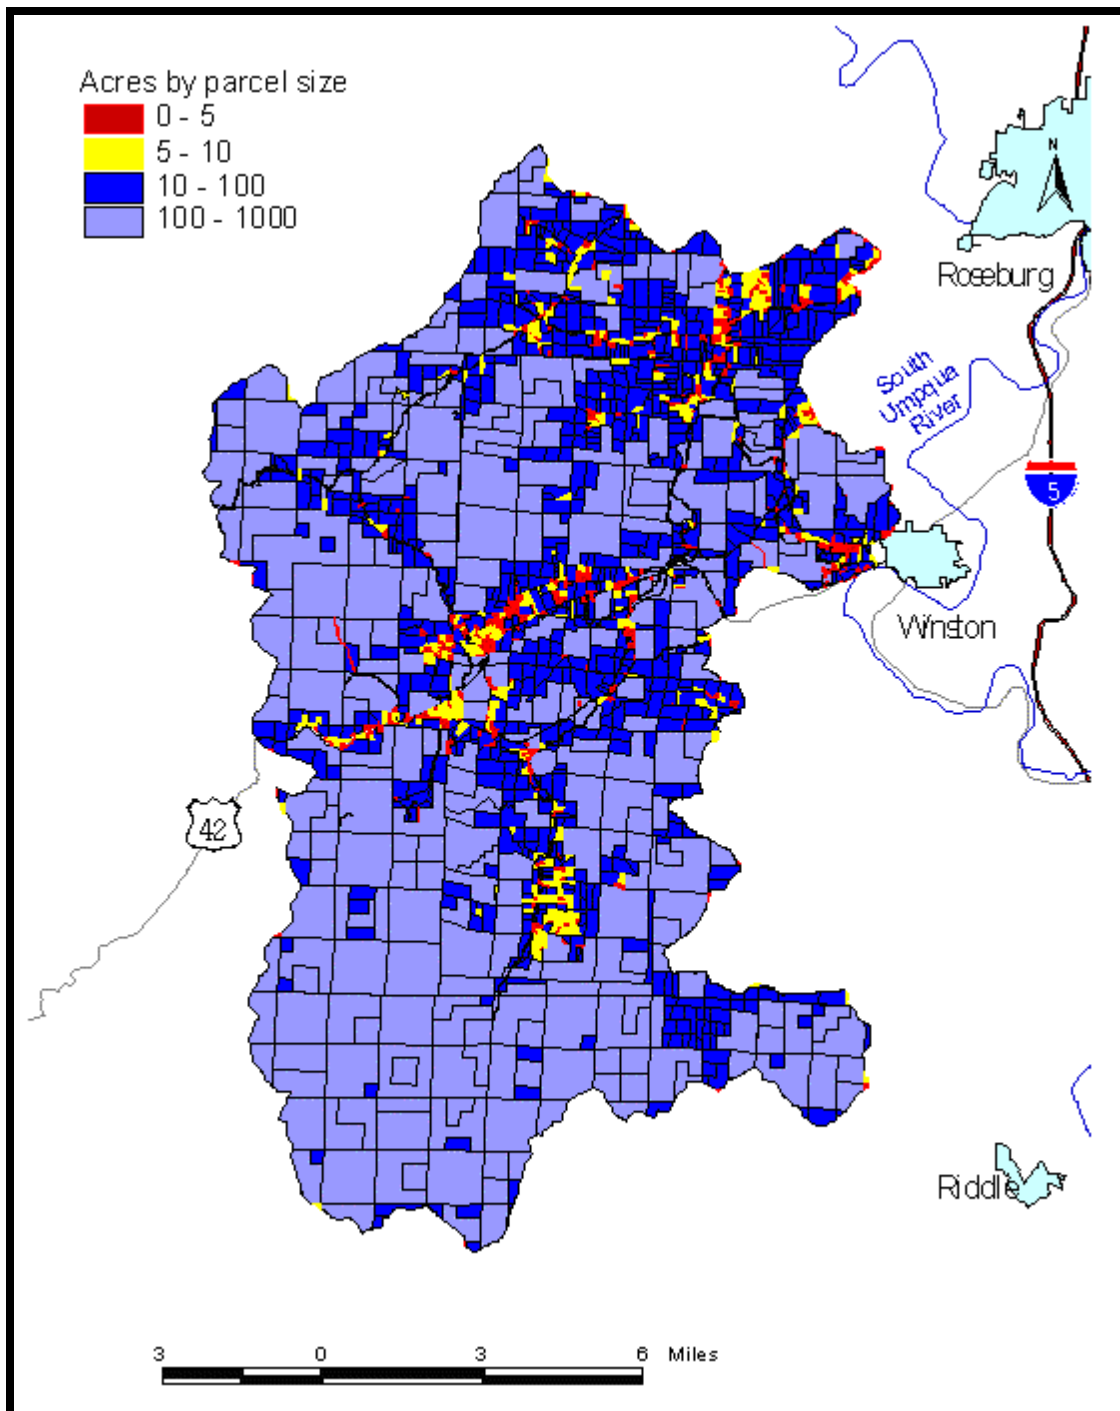 Acres by parcel size
0 - 5
5 - 10
10 - 100
100 - 1000
N
Roseburg
South
Umpqua
River
5
Winston
42
Riddle
3 0 3 6 Miles